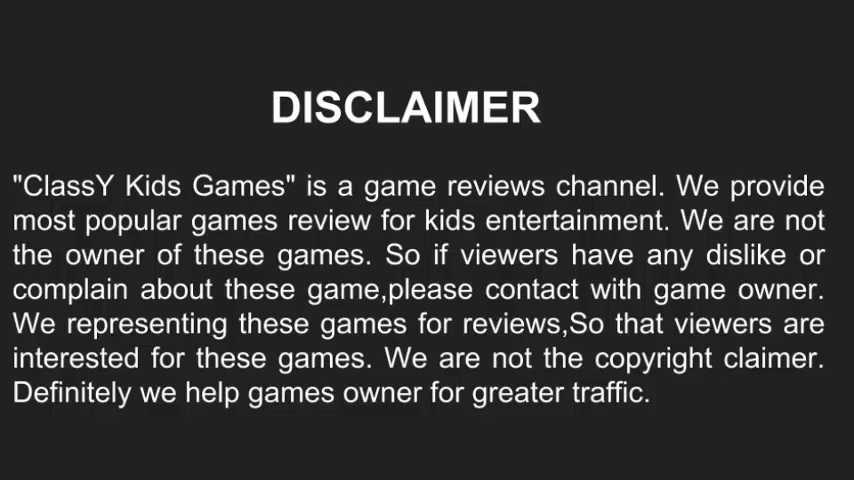 DISCLAIMER
"ClassY Kids Games" is a game reviews channel. We provide
most popular games review for kids entertainment. We are not
the owner of these games. So if viewers have any dislike or
complain about these game,please contact with game owner.
We representing these games for reviews,So that viewers are
interested for these games. We are not the copyright claimer.
Definitely we help games owner for greater traffic.